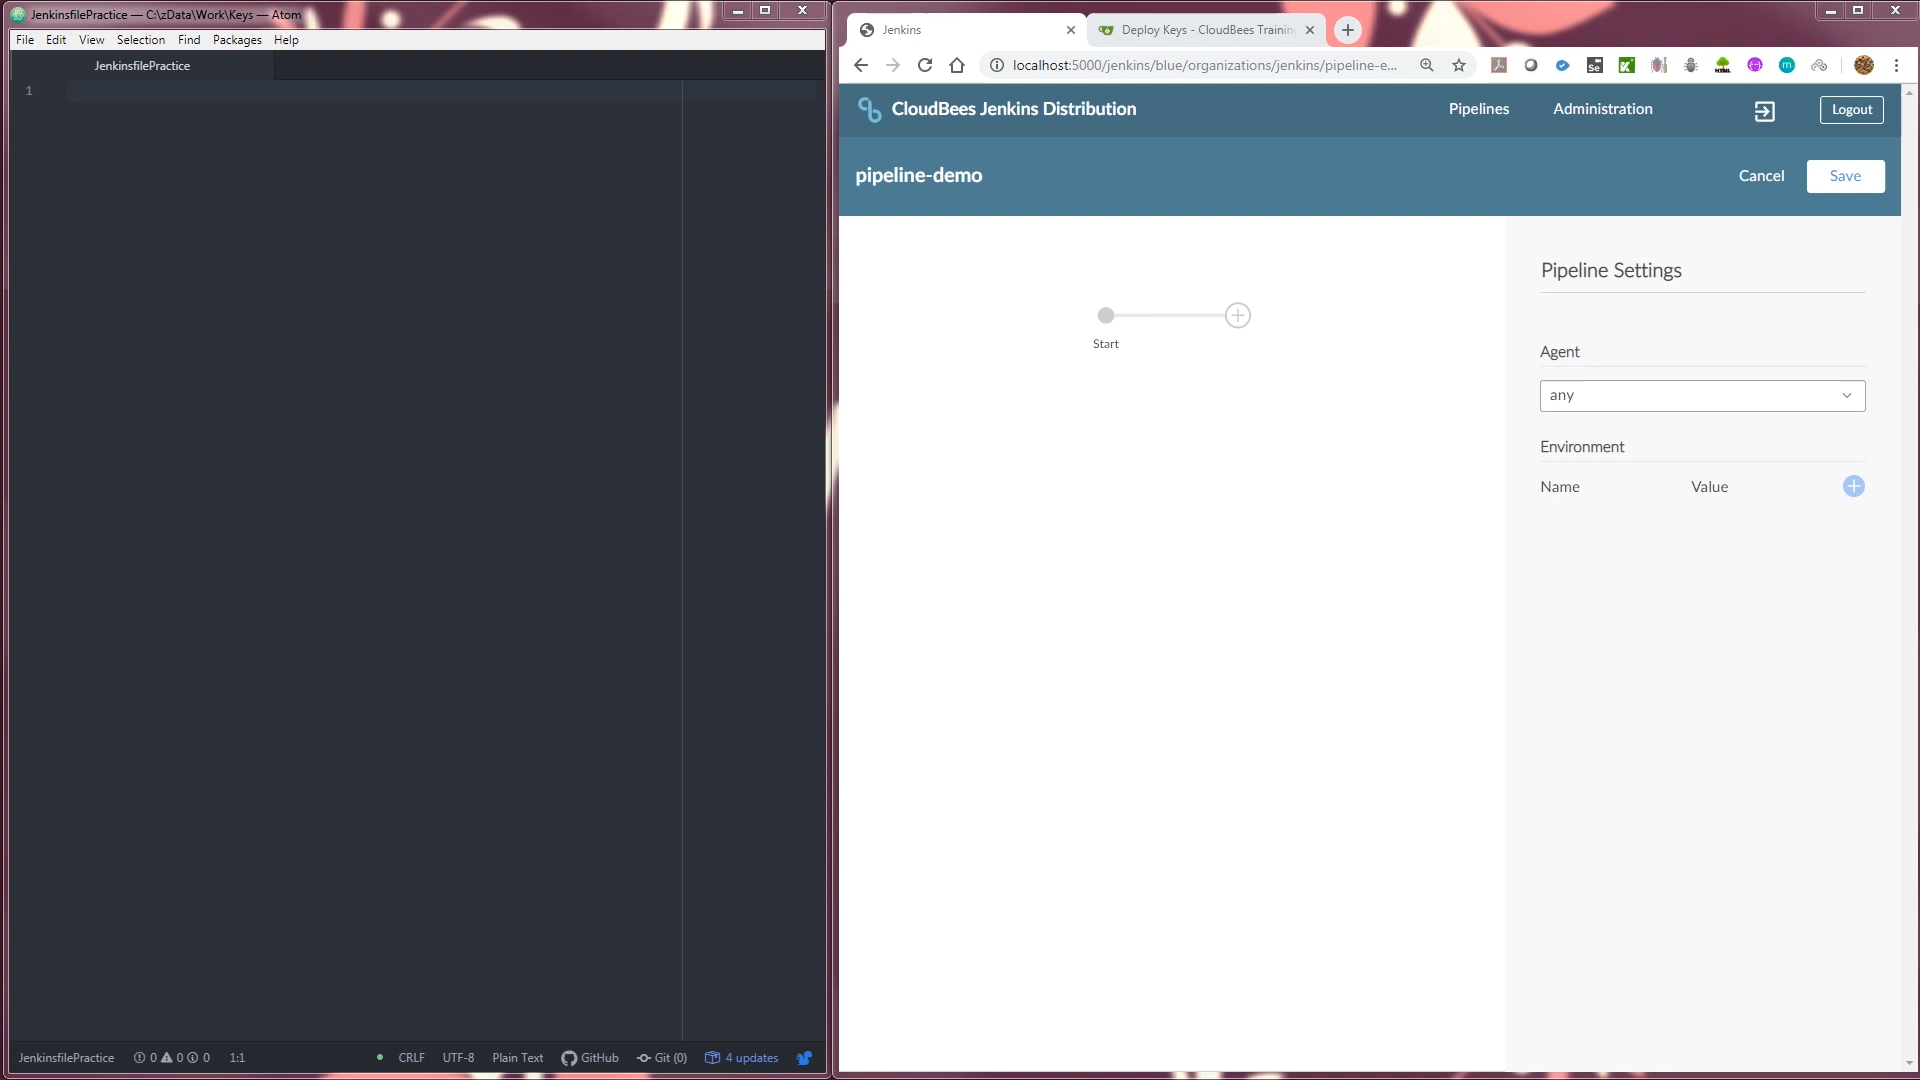 JenkinsfilePractice — C:\zData\Work\Keys — Atom
File Edit View Selection Find Packages Help
JenkinsfilePractice
1
JenkinsfilePractice 0 0 0 1:1 CRLF UTF-8 Plain Text GitHub Git (0) 4 updates
Jenkins
Deploy Keys - CloudBees Trainin
localhost:5000/jenkins/blue/organizations/jenkins/pipeline-e...
CloudBees Jenkins Distribution
Pipelines Administration Logout
pipeline-demo
Cancel Save
Start
Pipeline Settings
Agent
any
Environment
Name Value